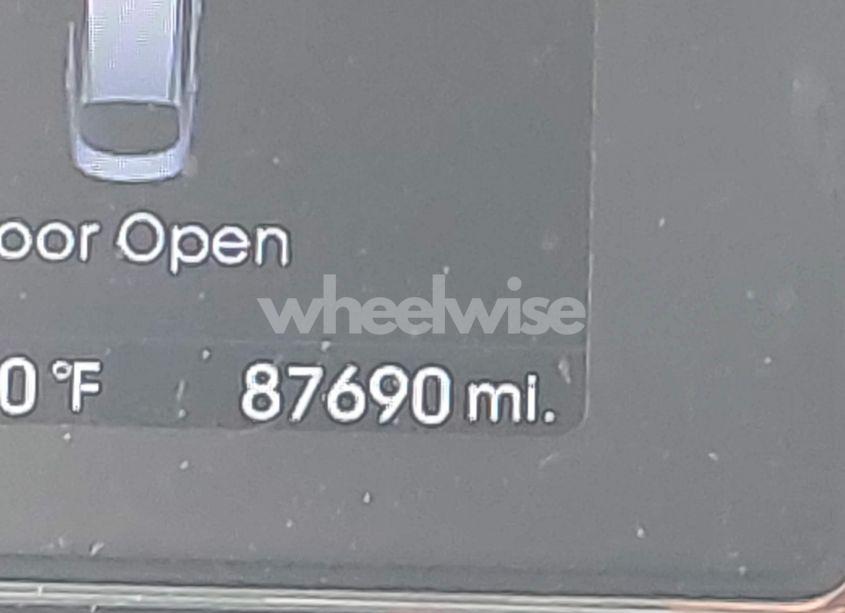 oor Open
wheelwise
0 °F 87690 mi.